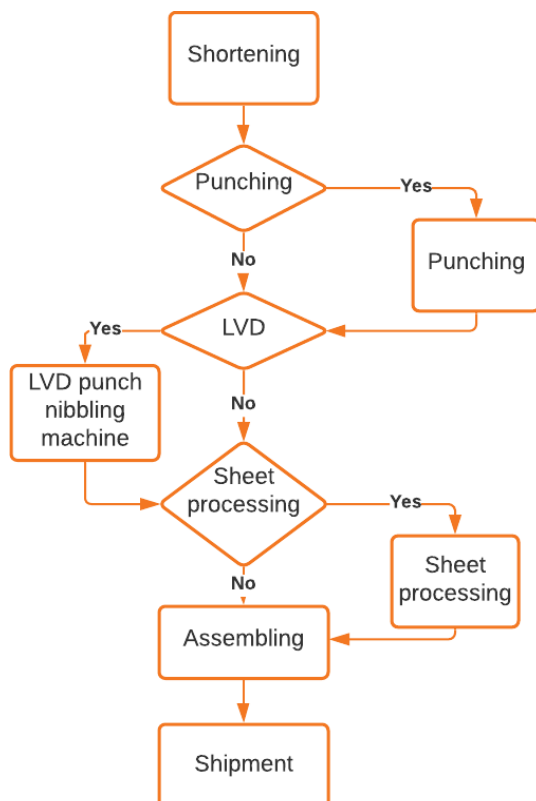 Shortening
Punching
Yes
Punching
No
LVD
Yes
LVD punch
nibbling
machine
No
Sheet
processing
Yes
Sheet
processing
No
Assembling
Shipment